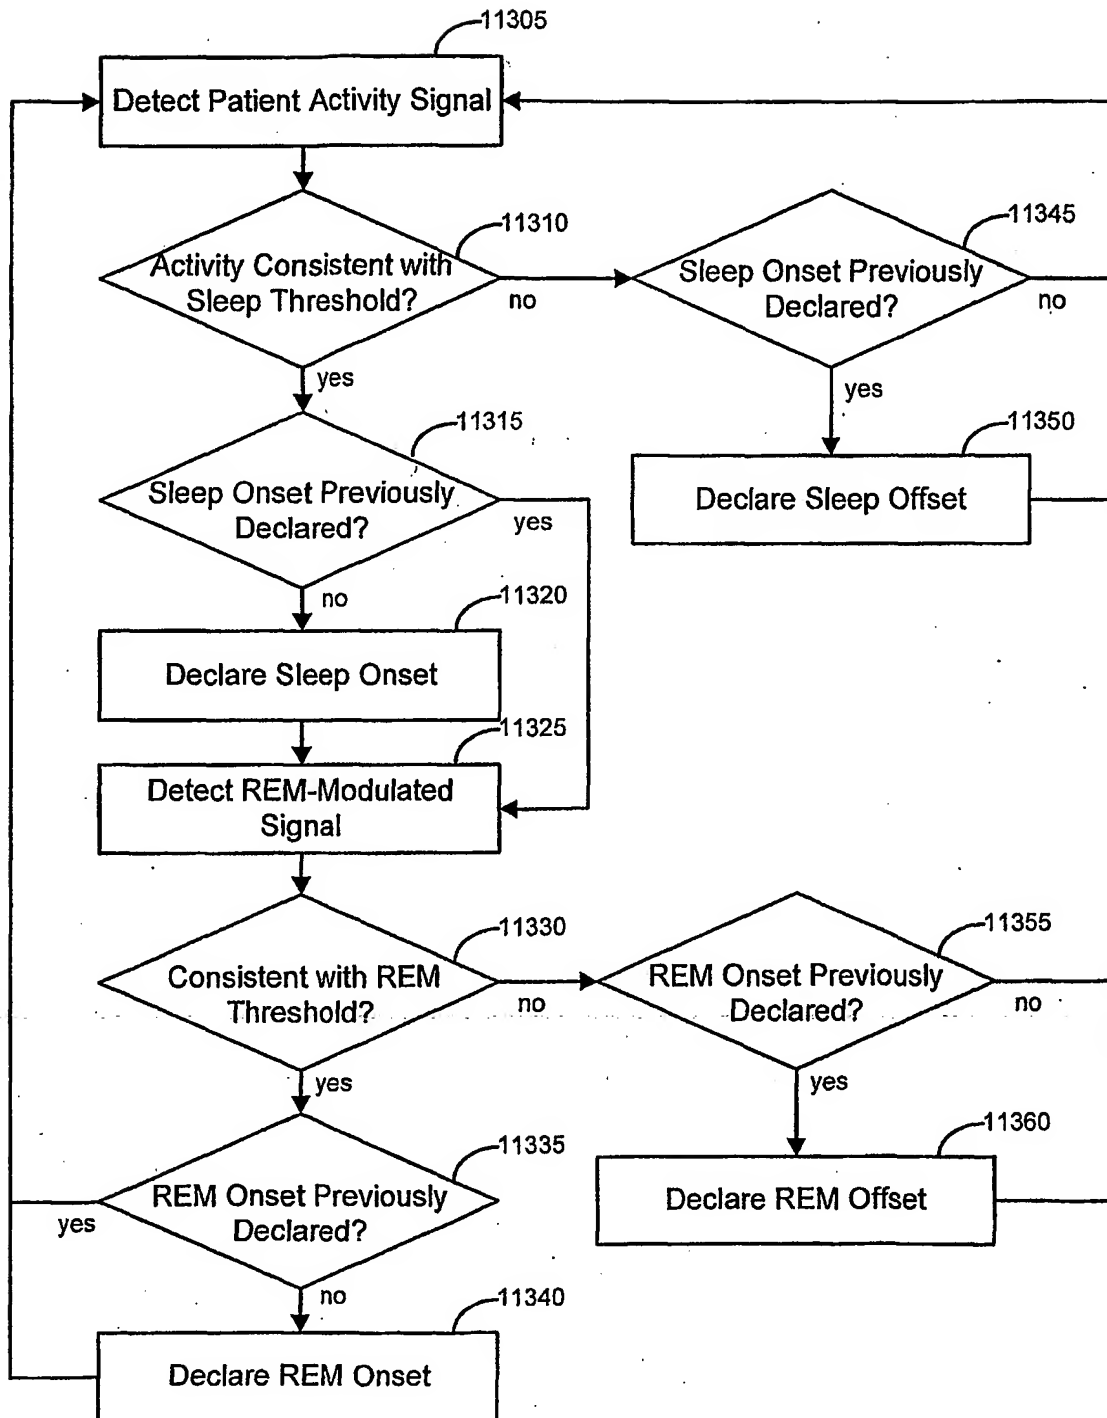 11305
Detect Patient Activity Signal
11310
Activity Consistent with
Sleep Threshold?
no
yes
11345
Sleep Onset Previously
Declared?
no
yes
11315
Sleep Onset Previously
Declared?
yes
no
11350
Declare Sleep Offset
11320
Declare Sleep Onset
11325
Detect REM-Modulated
Signal
11330
Consistent with REM
Threshold?
no
yes
11355
REM Onset Previously
Declared?
no
yes
11335
REM Onset Previously
Declared?
yes
no
11360
Declare REM Offset
11340
Declare REM Onset